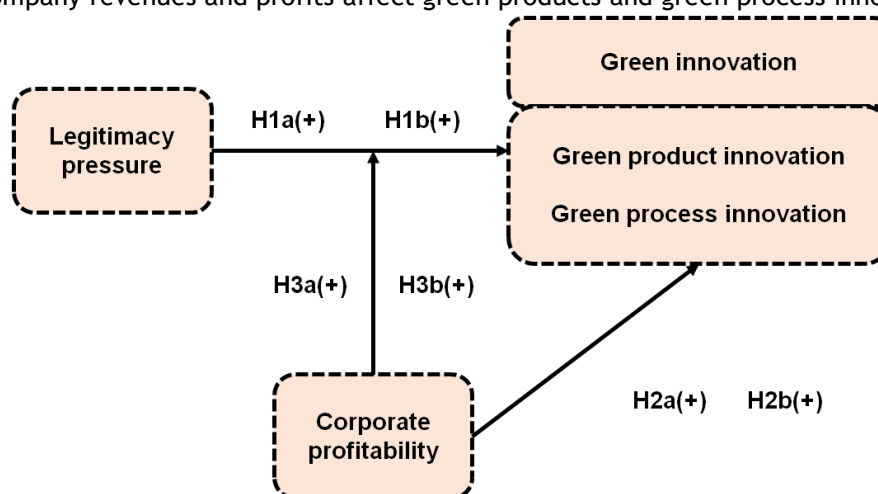 company revenues and profits affect green products and green process inno
Green innovation
Legitimacy
pressure
H1a(+) H1b(+)
Green product innovation
Green process innovation
H3a(+) H3b(+)
H2a(+) H2b(+)
Corporate
profitability